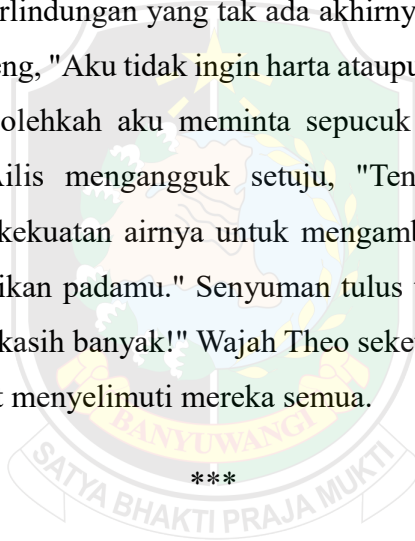 erlindungan yang tak ada akhirny
eng, "Aku tidak ingin harta ataupu
olehkah aku meminta sepucuk
Ailis mengangguk setuju, "Ten
kekuatan airnya untuk mengamb
ikan padamu." Senyuman tulus
kasih banyak!" Wajah Theo seke
t menyelimuti mereka semua.
***
BANYUWANGI
SATYA BHAKTI PRAJA MUKTI